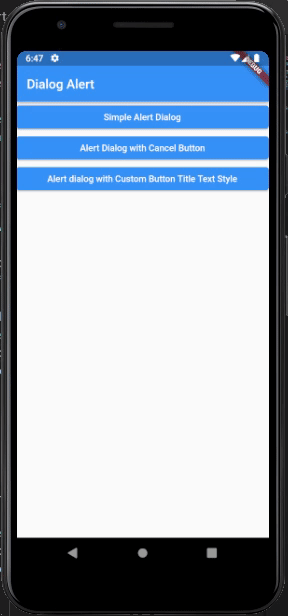 6:47
DEBUG
Dialog Alert
Simple Alert Dialog
Alert Dialog with Cancel Button
Alert dialog with Custom Button Title Text Style